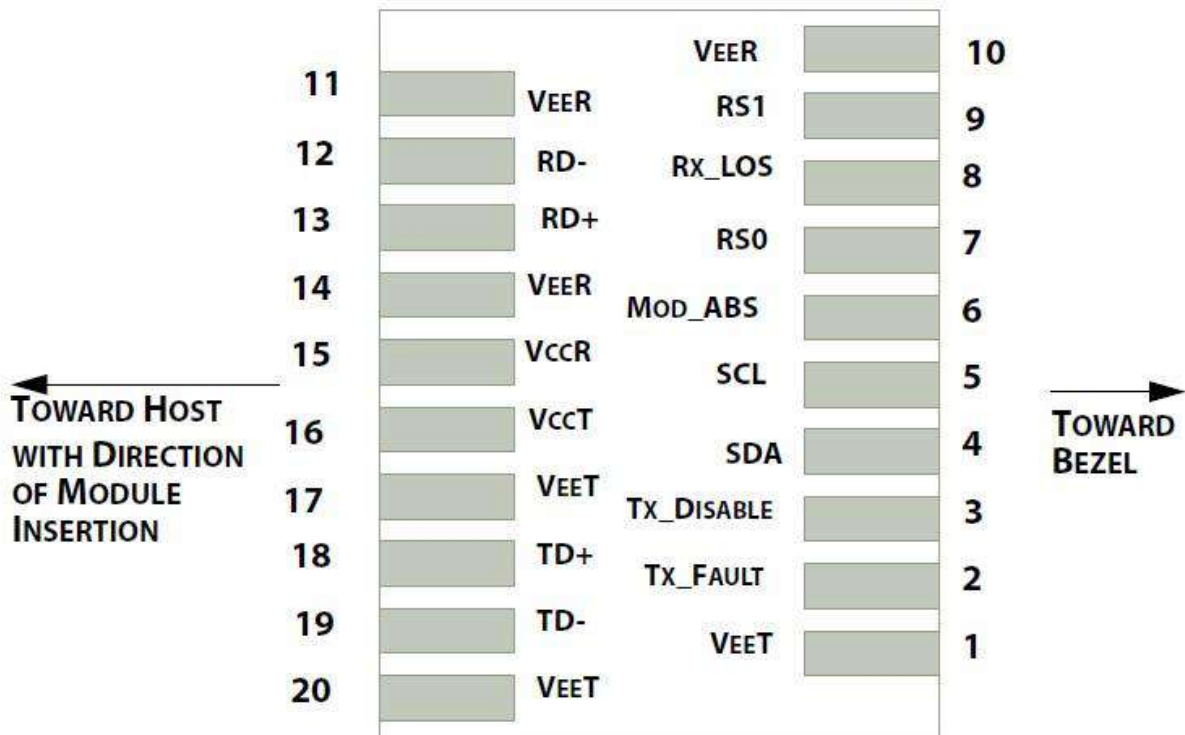 VEER 10
11 VEER
RS1 9
12 RD-
RX_LOS 8
13 RD+
RS0 7
14 VEER
MOD_ABS 6
15 VCCR
SCL 5
TOWARD HOST
WITH DIRECTION
OF MODULE
INSERTION
16 VCCT
TOWARD
BEZEL
SDA 4
17 VEET
TX_DISABLE 3
18 TD+
TX_FAULT 2
19 TD-
VEET 1
20 VEET